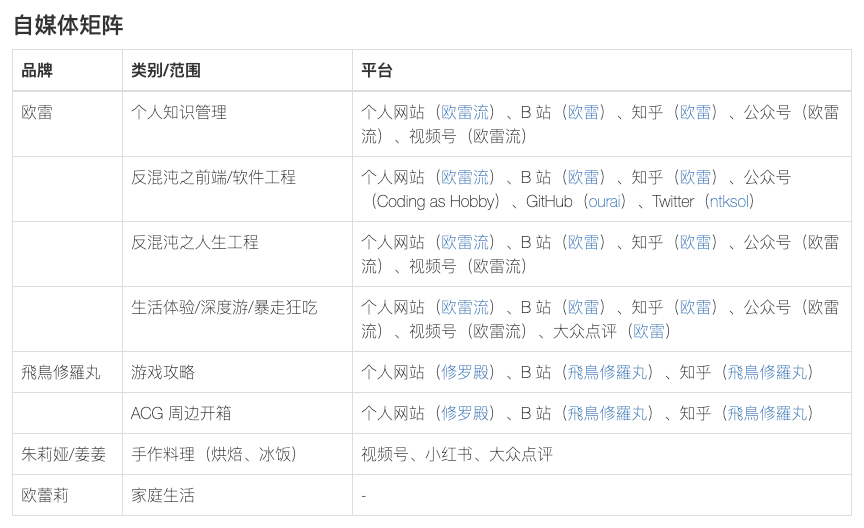 自媒体矩阵
品牌 类别/范围 平台
欧雷 个人知识管理 个人网站（欧雷流）、B 站（欧雷）、知乎（欧雷）、公众号（欧雷
流）、视频号（欧雷流）
反混沌之前端/软件工程 个人网站（欧雷流）、B 站（欧雷）、知乎（欧雷）、公众号
（Coding as Hobby）、GitHub（ourai）、Twitter（ntksol）
反混沌之人生工程 个人网站（欧雷流）、B 站（欧雷）、知乎（欧雷）、公众号（欧雷
流）、视频号（欧雷流）
生活体验/深度游/暴走狂吃 个人网站（欧雷流）、B 站（欧雷）、知乎（欧雷）、公众号（欧雷
流）、视频号（欧雷流）、大众点评（欧雷）
飛鳥修羅丸 游戏攻略 个人网站（修罗殿）、B 站（飛鳥修羅丸）、知乎（飛鳥修羅丸）
ACG 周边开箱 个人网站（修罗殿）、B 站（飛鳥修羅丸）、知乎（飛鳥修羅丸）
朱莉娅/姜姜 手作料理（烘焙、冰饭） 视频号、小红书、大众点评
欧蕾莉 家庭生活 -